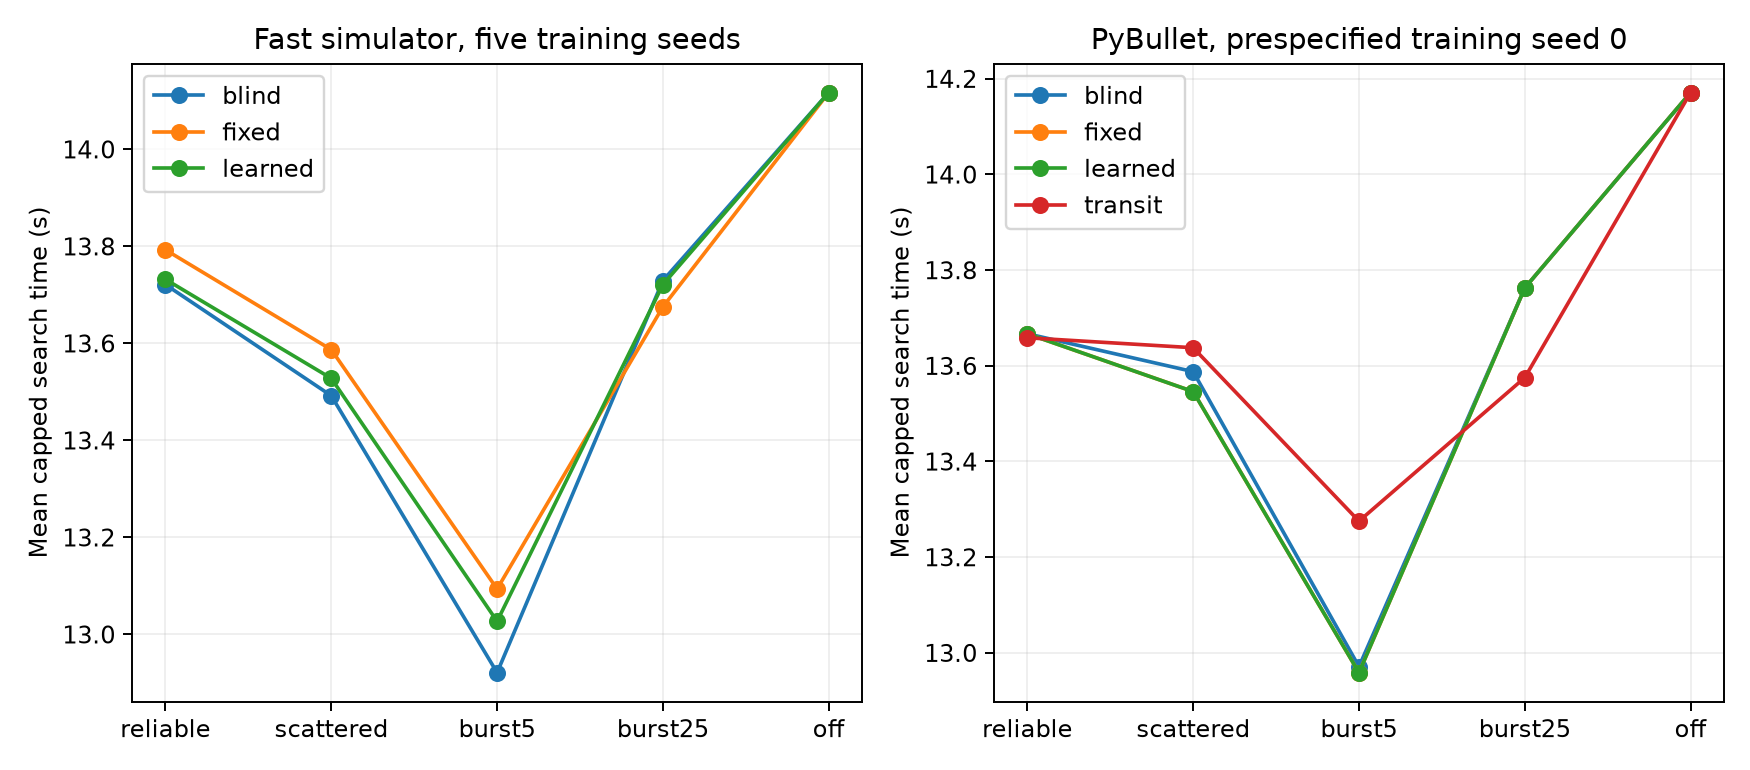 Fast simulator, five training seeds
Mean capped search time (s)
14.0
13.8
13.6
13.4
13.2
13.0
blind
fixed
learned
reliable
scattered
burst5
burst25
off
PyBullet, prespecified training seed 0
Mean capped search time (s)
14.2
14.0
13.8
13.6
13.4
13.2
13.0
blind
fixed
learned
transit
reliable
scattered
burst5
burst25
off